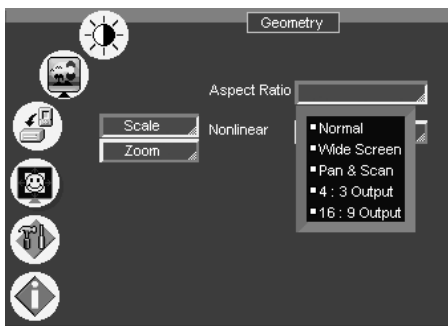 Geometry
Aspect Ratio
Scale
Nonlinear
Zoom
Normal
Wide Screen
Pan & Scan
4 : 3 Output
16 : 9 Output